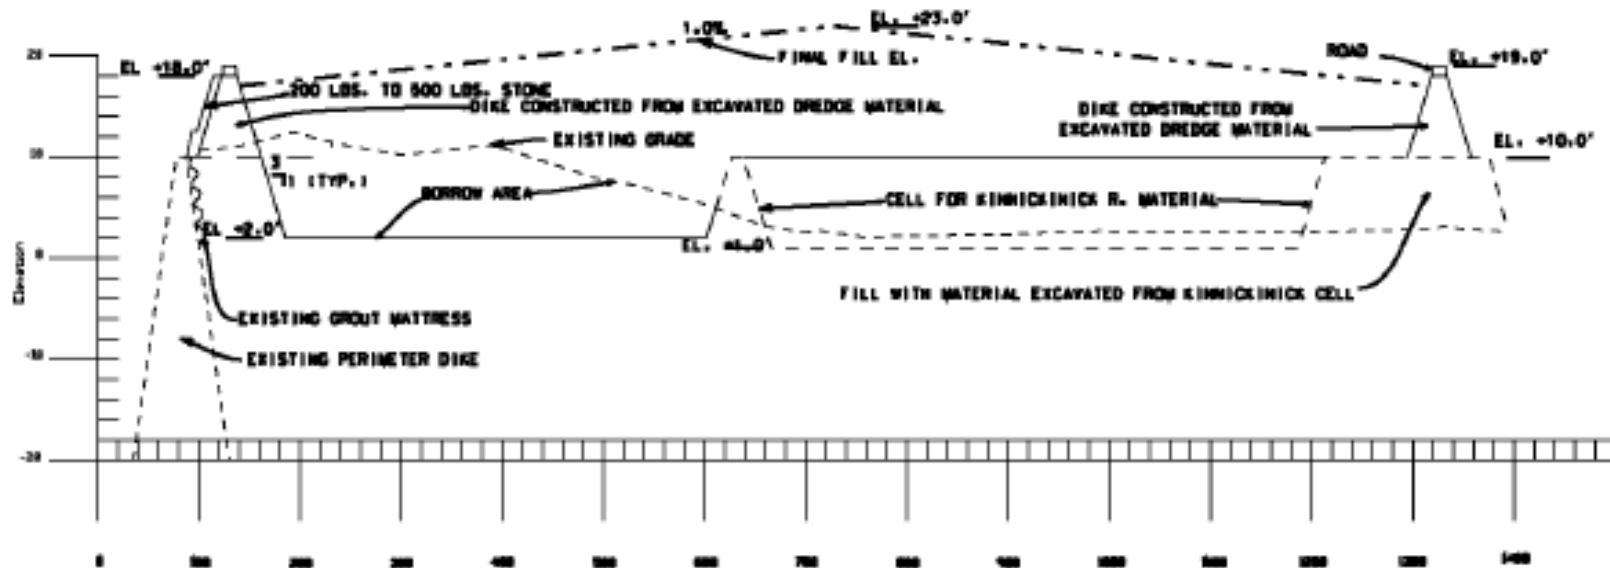 1.0%
EL. +23.0'
FINAL FILL EL.
ROAD
EL. +19.0'
20
EL +18.0'
200 LBS. TO 500 LBS. STONE
DIKE CONSTRUCTED FROM EXCAVATED DREDGE MATERIAL
DIKE CONSTRUCTED FROM
EXCAVATED DREDGE MATERIAL
EXISTING GRADE
10
EL. +10.0'
3
1 (TYP.)
BORROW AREA
CELL FOR KINNICKINICK R. MATERIAL
EL +2.0'
EL.
0
Elevation
FILL WITH MATERIAL EXCAVATED FROM KINNICKINICK CELL
EXISTING GROUT MATTRESS
-10
EXISTING PERIMETER DIKE
-20
0 100 200 300 400 500 600 700 800 900 1000 1100 1200 1300 1400